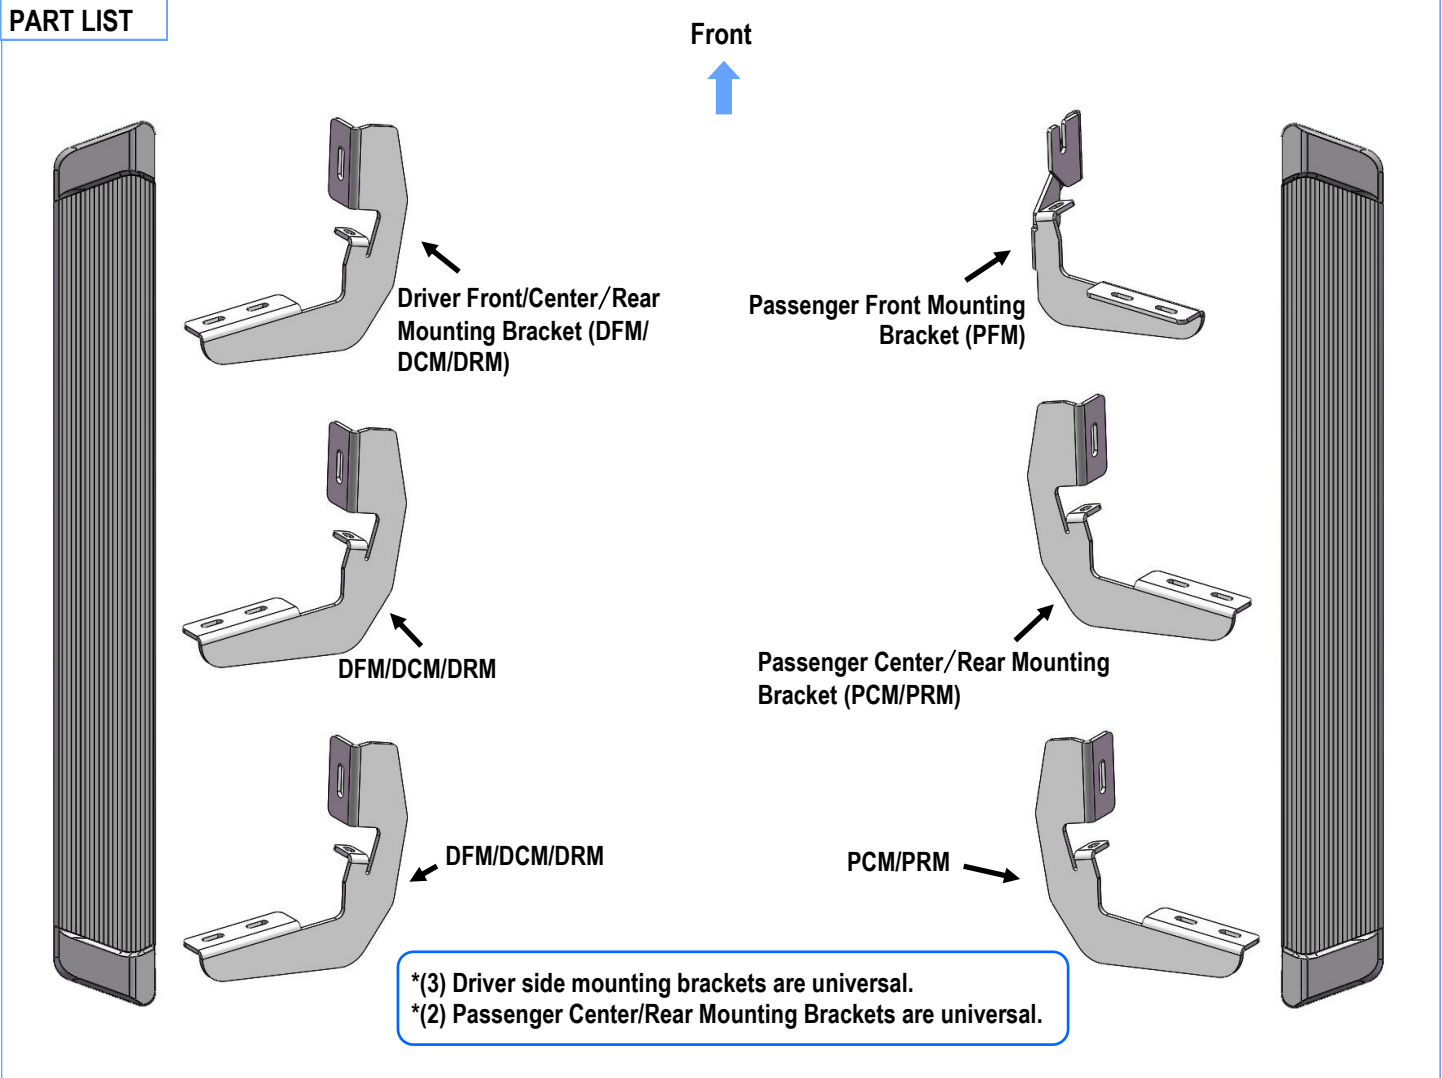 PART LIST
Front
Driver Front/Center/Rear
Mounting Bracket (DFM/
DCM/DRM)
Passenger Front Mounting
Bracket (PFM)
DFM/DCM/DRM
Passenger Center/Rear Mounting
Bracket (PCM/PRM)
DFM/DCM/DRM
PCM/PRM
*(3) Driver side mounting brackets are universal.
*(2) Passenger Center/Rear Mounting Brackets are universal.